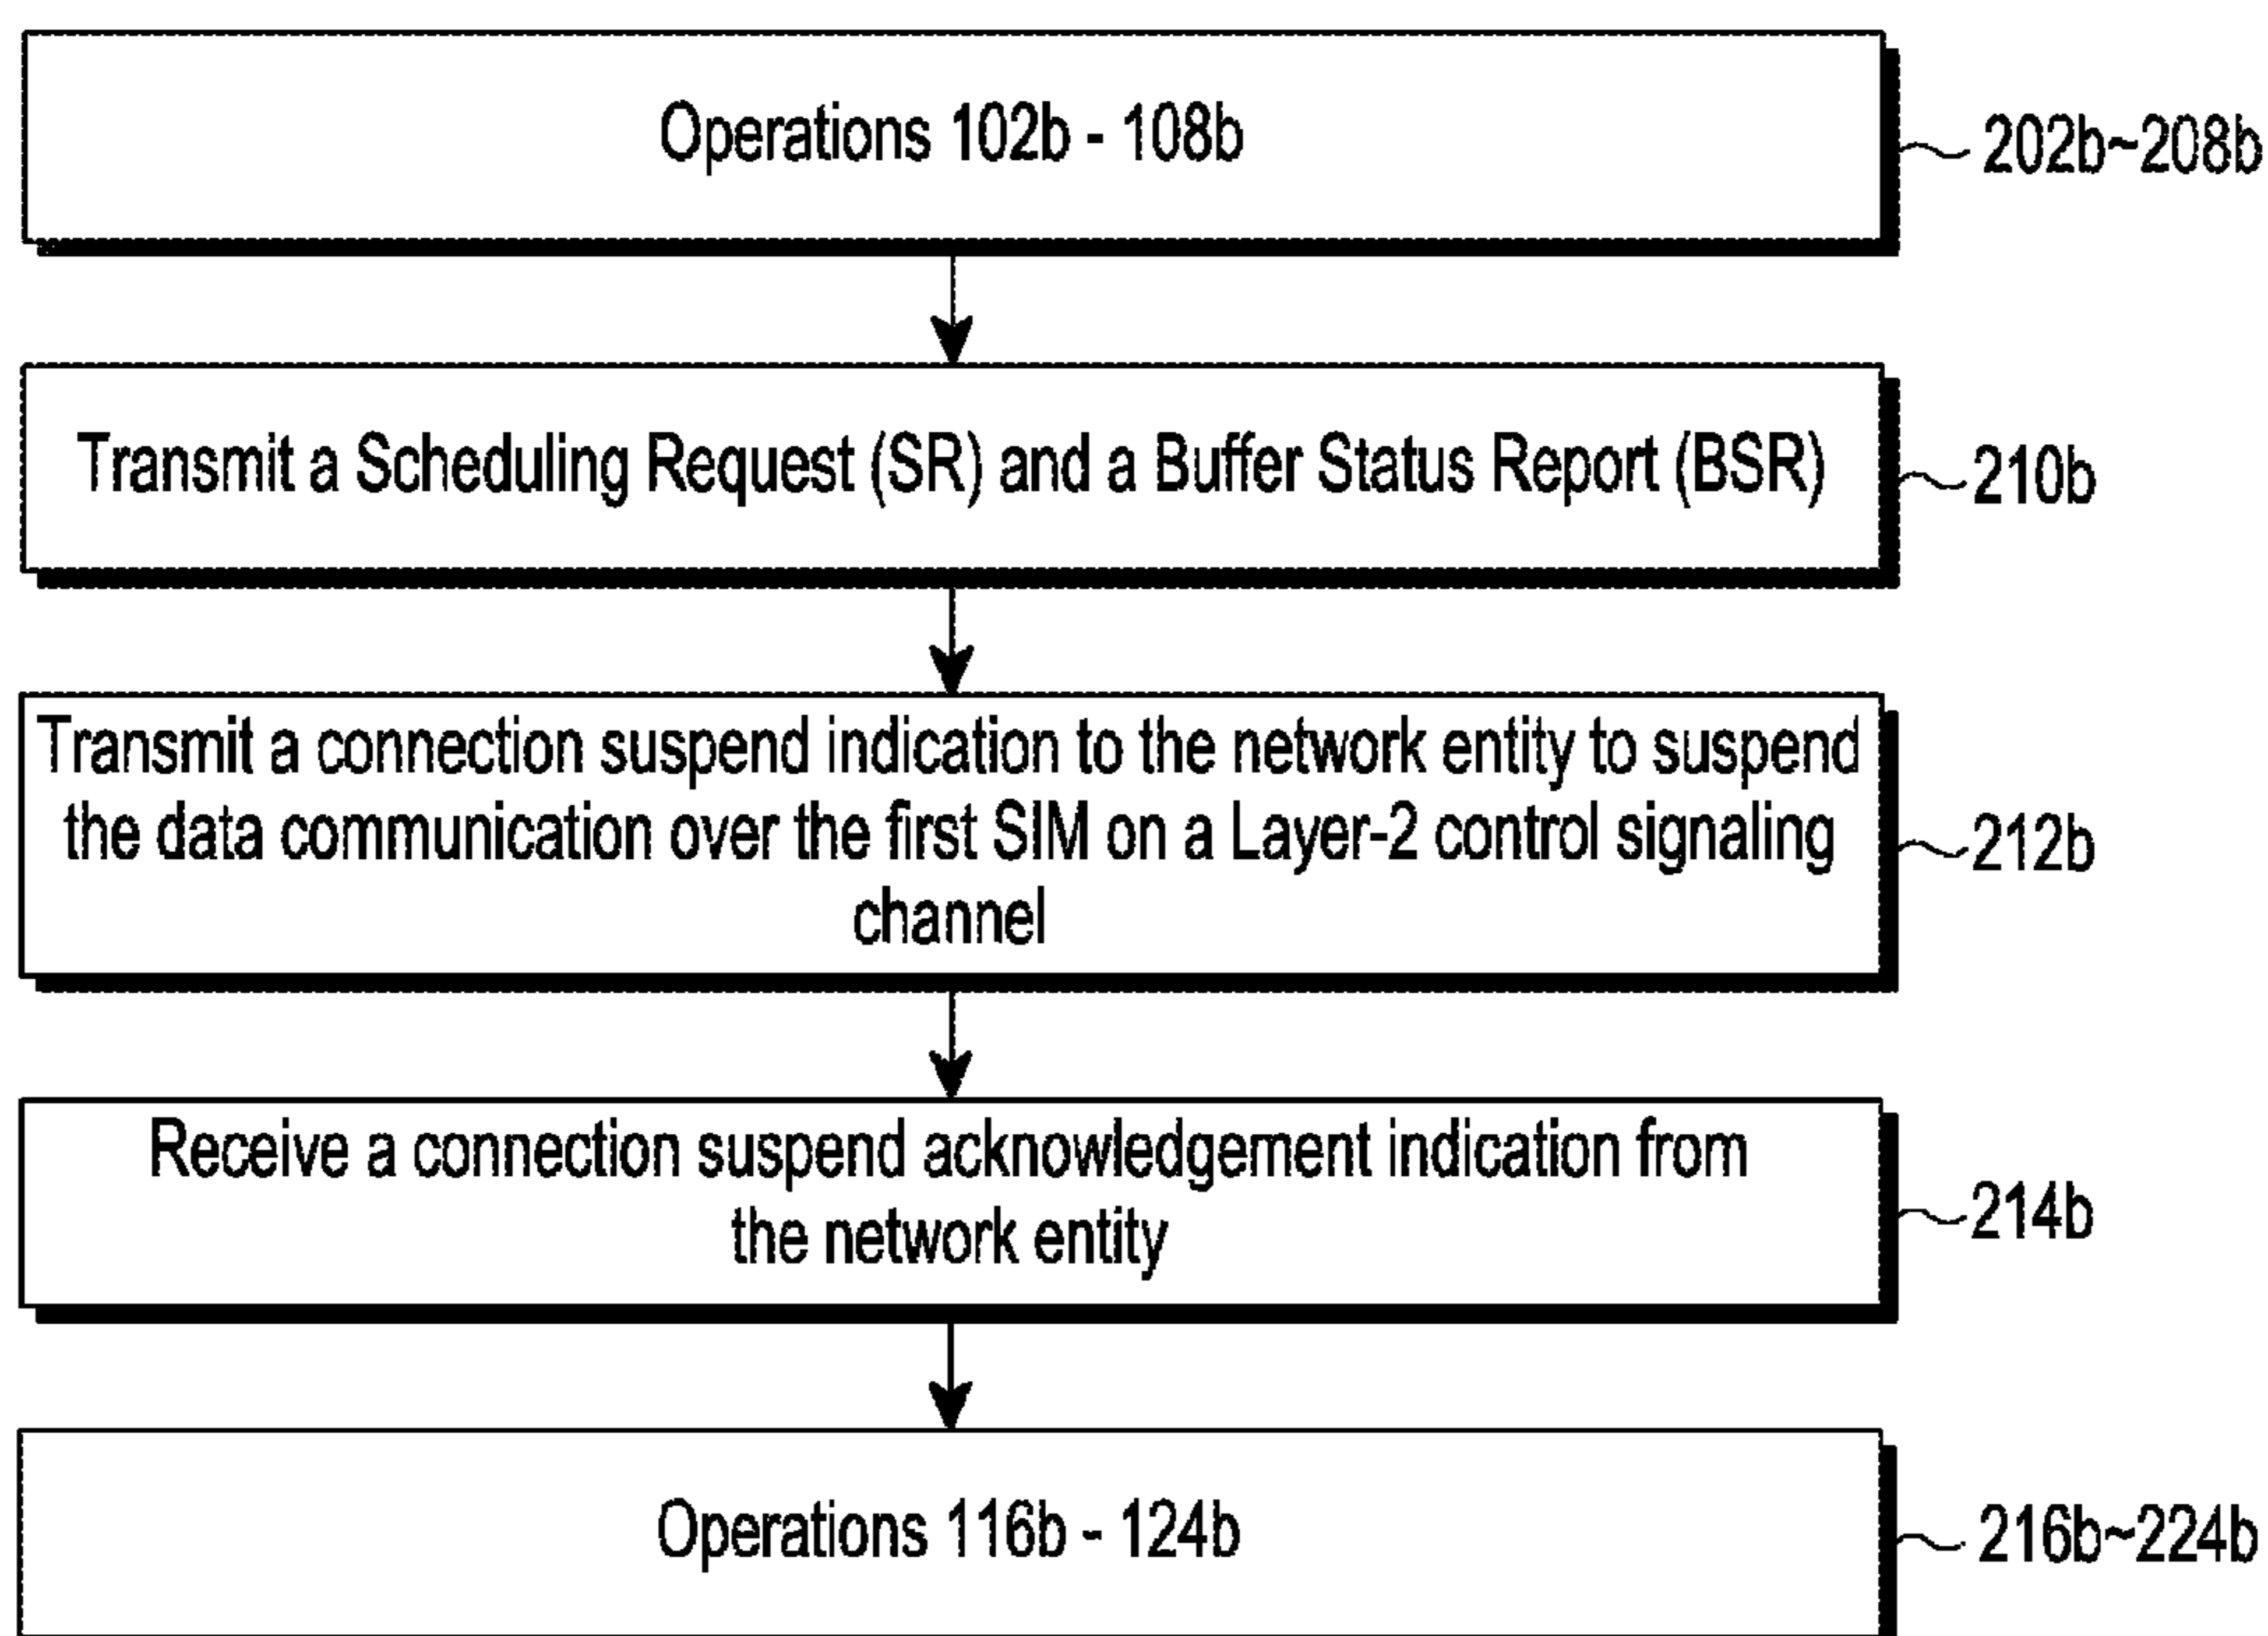 Operations 102b - 108b
202b~208b
Transmit a Scheduling Request (SR) and a Buffer Status Report (BSR)
210b
Transmit a connection suspend indication to the network entity to suspend
the data communication over the first SIM on a Layer-2 control signaling
channel
212b
Receive a connection suspend acknowledgement indication from
the network entity
214b
Operations 116b - 124b
216b~224b